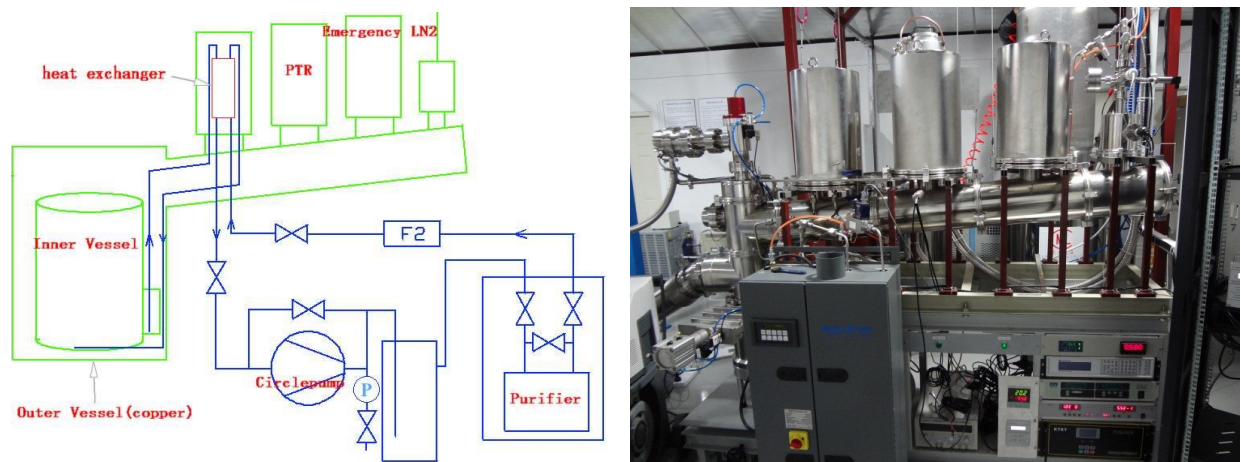 Emergency LN2
PTR
heat exchanger
Inner Vessel
F2
Circlepump
P
Purifier
Outer Vessel(copper)